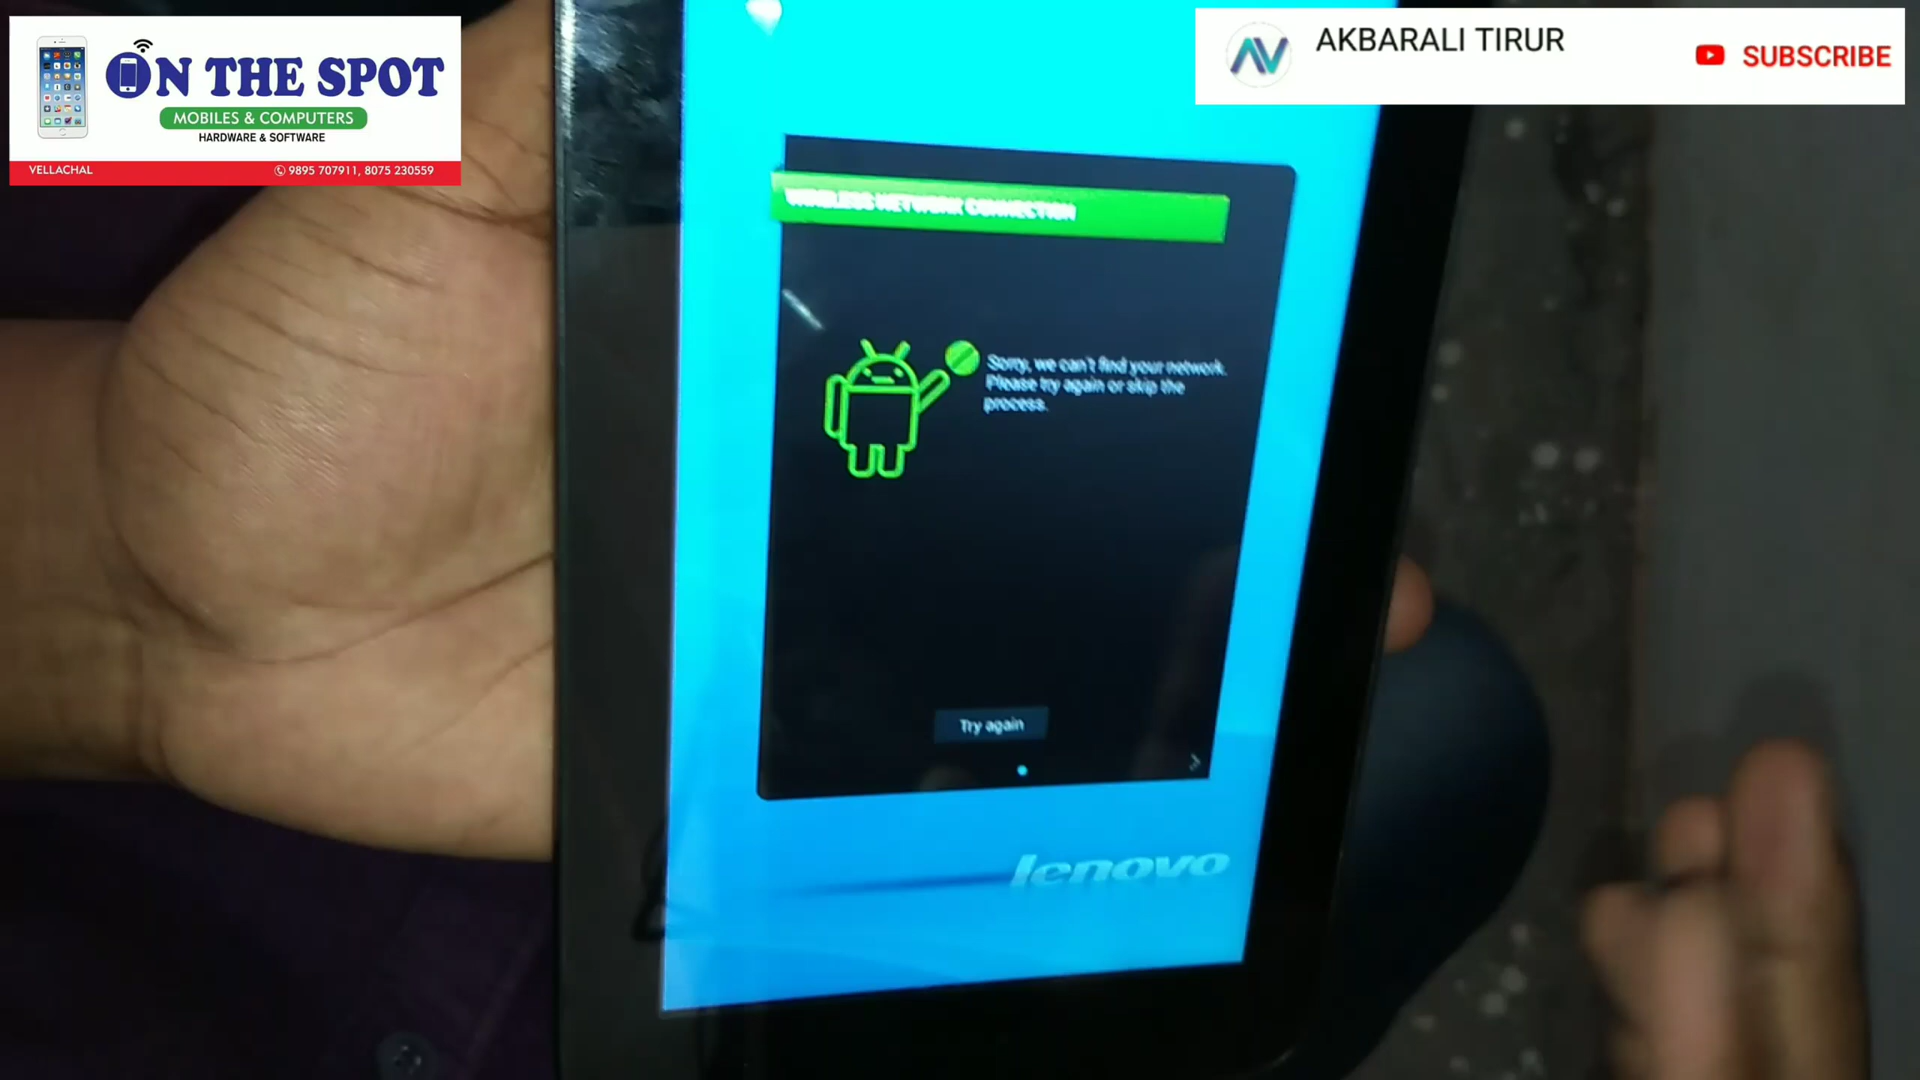 ON THE SPOT
MOBILES & COMPUTERS
HARDWARE & SOFTWARE
VELLACHAL
9895 707911, 8075 230559
AKBARALI TIRUR
SUBSCRIBE
WIRELESS NETWORK CONNECTION
Sorry, we can't find your network.
Please try again or skip the
process.
Try again
lenovo